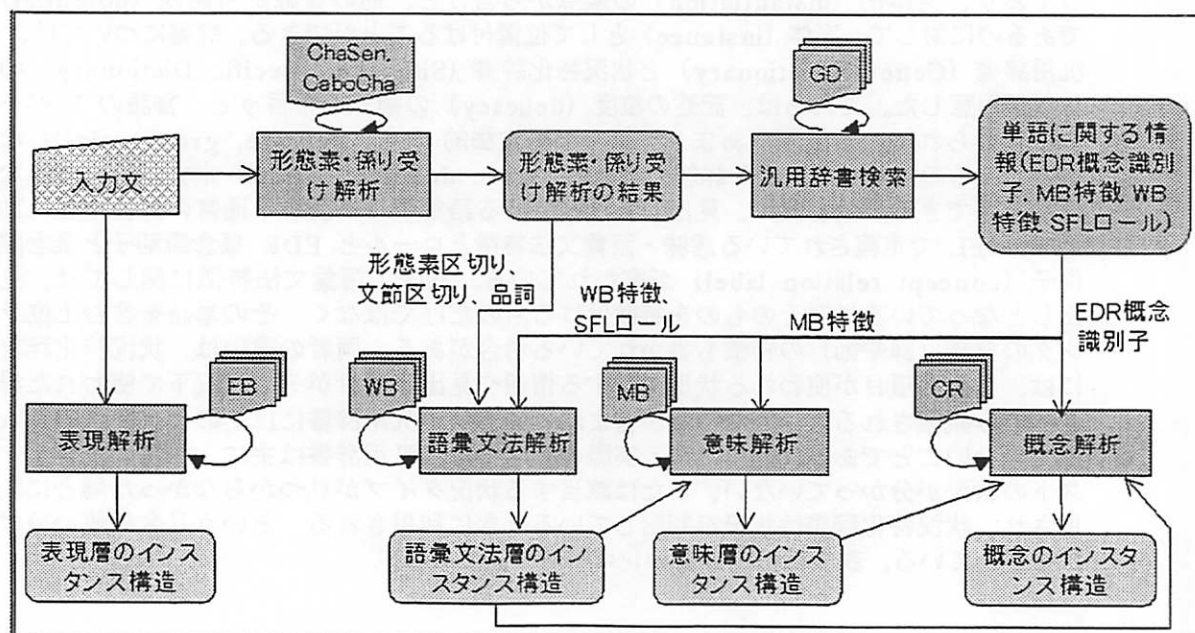 ChaSen,
CaboCha
GD
入力文
形態素・係り受
け解析
形態素・係り受
け解析の結果
汎用辞書検索
単語に関する情
報(EDR概念識別
子、MB特徴 WB
特徴 SFLロール)
形態素区切り、
文節区切り、品詞
WB特徴、
SFLロール
MB特徴
EDR概念
識別子
EB
WB
MB
CR
表現解析
語彙文法解析
意味解析
概念解析
表現層のインス
タンス構造
語彙文法層のイン
スタンス構造
意味層のインス
タンス構造
概念のインスタ
ンス構造